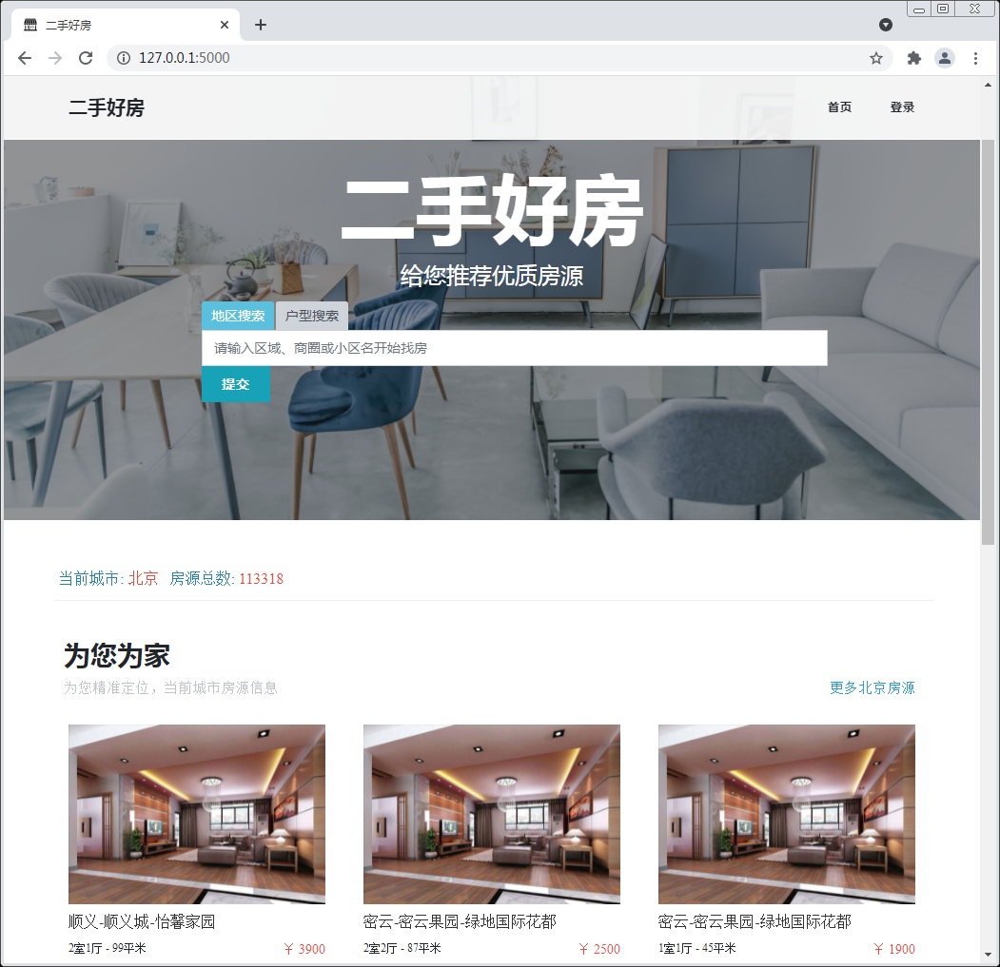 二手好房
127.0.0.1:5000
二手好房
首页
登录
二手好房
给您推荐优质房源
地区搜索
户型搜索
请输入区域、商圈或小区名开始找房
提交
当前城市: 北京 房源总数: 113318
为您为家
为您精准定位，当前城市房源信息
更多北京房源
顺义-顺义城-怡馨家园
2室1厅 - 99平米
￥ 3900
密云-密云果园-绿地国际花都
2室2厅 - 87平米
￥ 2500
密云-密云果园-绿地国际花都
1室1厅 - 45平米
￥ 1900